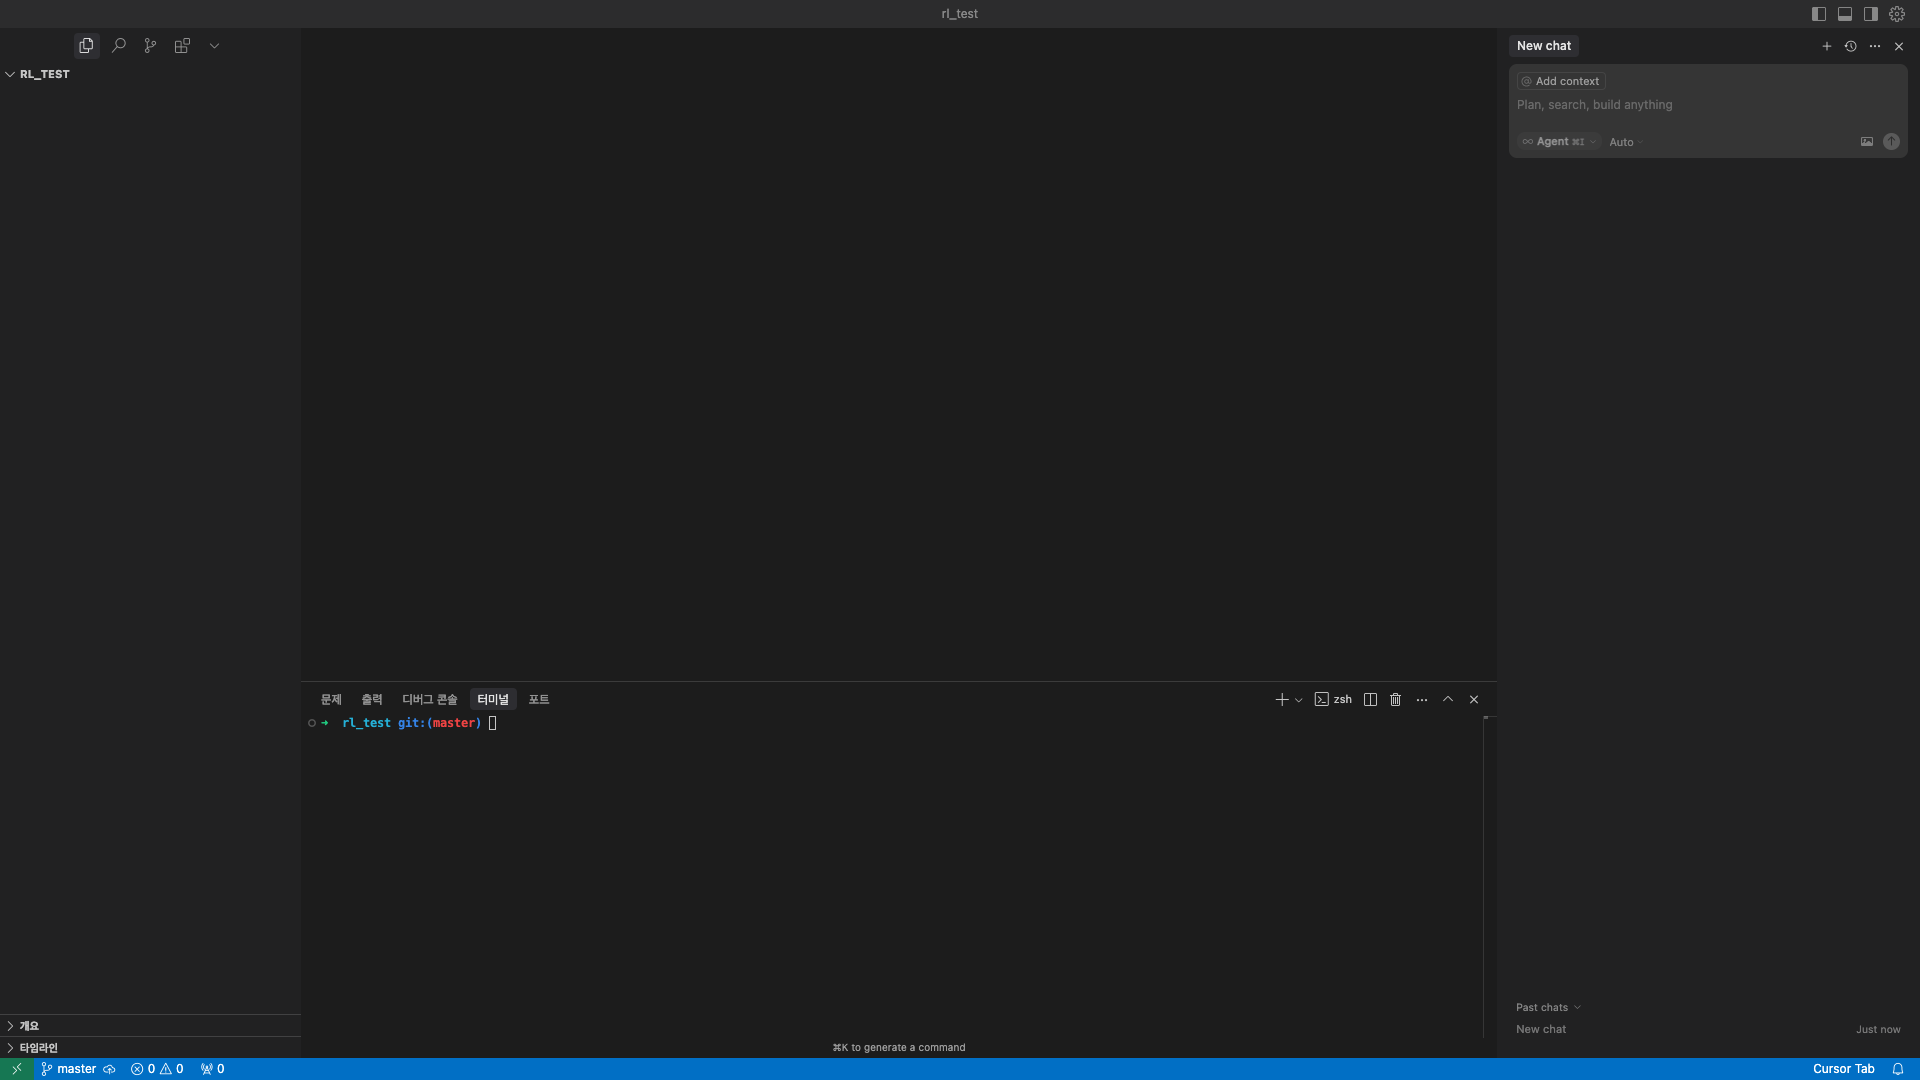 rl_test
RL_TEST
New chat
@ Add context
Plan, search, build anything
∞ Agent ⌘I
Auto
문제 출력 디버그 콘솔 터미널 포트
zsh
➜ rl_test git:(master)
⌘K to generate a command
Past chats
New chat Just now
개요
타임라인
master 0 0 0
Cursor Tab